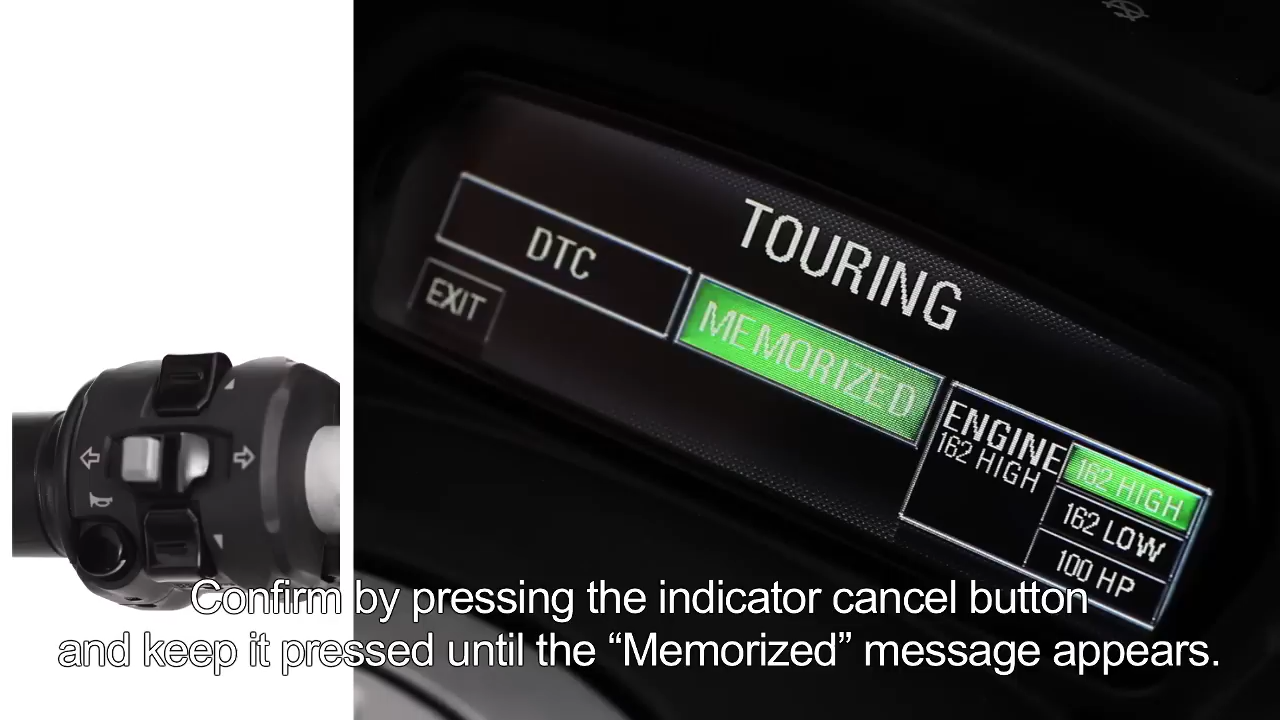 TOURING
DTC
EXIT
MEMORIZED
ENGINE
162 HIGH
162 HIGH
162 LOW
100 HP
Confirm by pressing the indicator cancel button
and keep it pressed until the “Memorized” message appears.